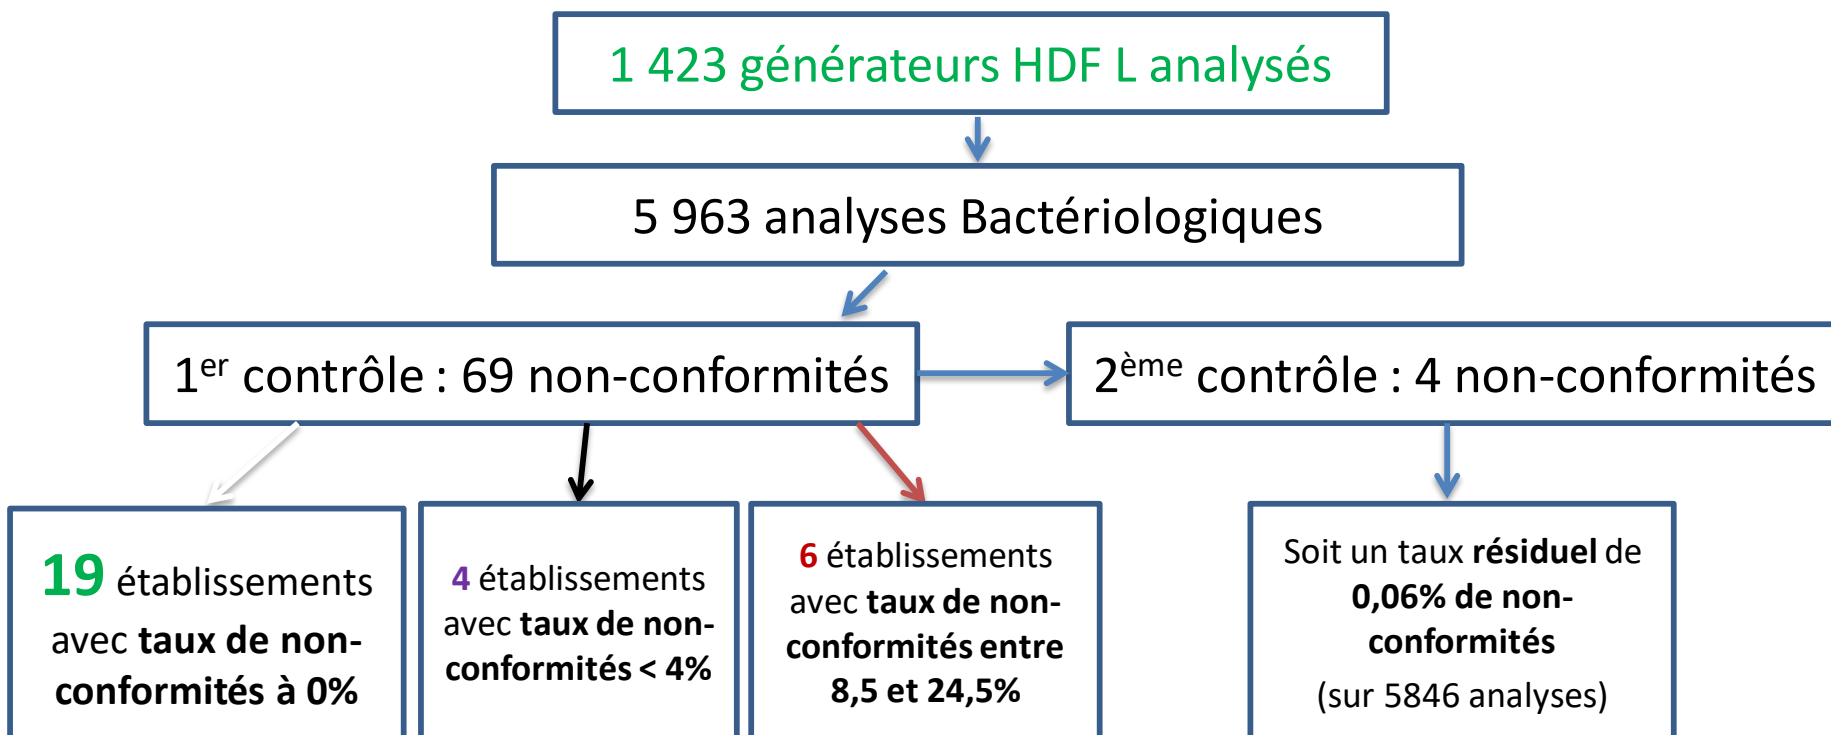 1 423 générateurs HDF L analysés
5 963 analyses Bactériologiques
1er contrôle : 69 non-conformités
2ème contrôle : 4 non-conformités
19 établissements
avec taux de non-
conformités à 0%
4 établissements
avec taux de non-
conformités < 4%
6 établissements
avec taux de non-
conformités entre
8,5 et 24,5%
Soit un taux résiduel de
0,06% de non-
conformités
(sur 5846 analyses)